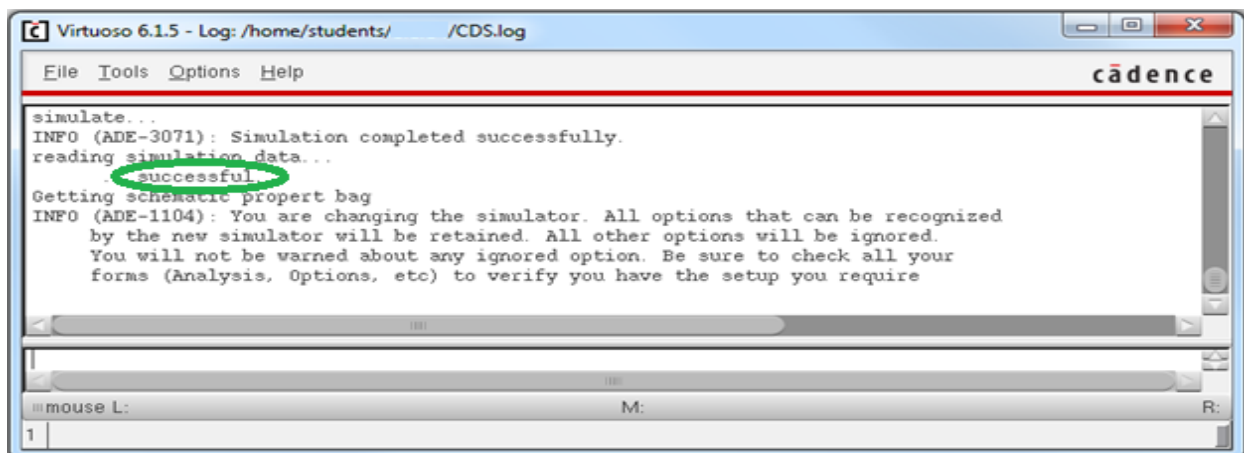 Virtuoso 6.1.5 - Log: /home/students/ /CDS.log
File Tools Options Help
cādence
simulate...
INFO (ADE-3071): Simulation completed successfully.
reading simulation data...
successful
Getting schematic propert bag
INFO (ADE-1104): You are changing the simulator. All options that can be recognized
by the new simulator will be retained. All other options will be ignored.
You will not be warned about any ignored option. Be sure to check all your
forms (Analysis, Options, etc) to verify you have the setup you require
mouse L: M: R:
1